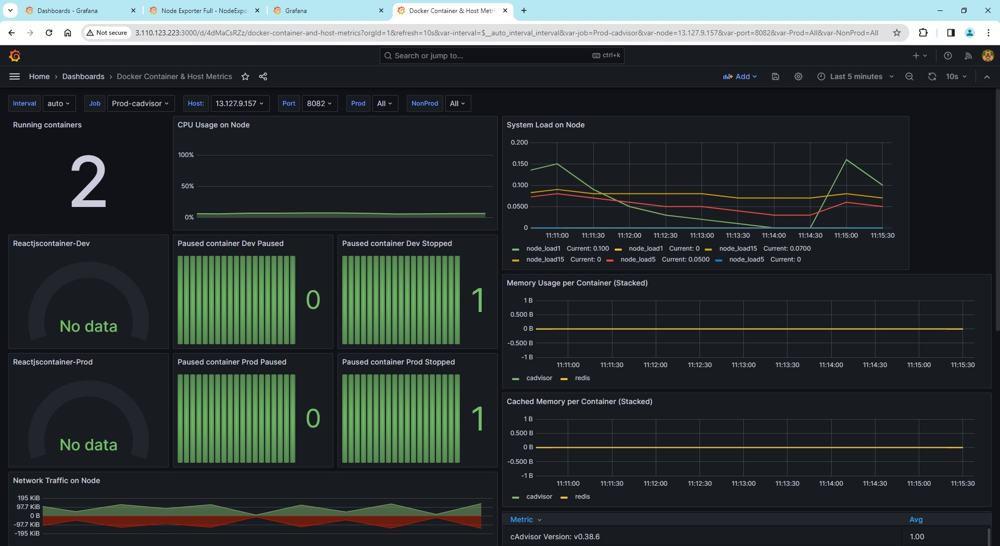 Dashboards - Grafana
Node Exporter Full - NodeExpo
Grafana
Docker Container & Host Metri
Not secure
3.110.123.223:3000/d/4dMaCsRZz/docker-container-and-host-metrics?orgId=1&refresh=10s&var-interval=$__auto_interval_interval&var-job=Prod-cadvisor&var-node=13.127.9.157&var-port=8082&var-Prod=All&var-NonProd=All
Search or jump to...
ctrl+k
Home
Dashboards
Docker Container & Host Metrics
Add
Last 5 minutes
10s
Interval auto Job Prod-cadvisor Host: 13.127.9.157 Port 8082 Prod All NonProd All
Running containers
2
CPU Usage on Node
100%
50%
0%
System Load on Node
0.200
0.150
0.100
0.0500
0
11:11:00 11:11:30 11:12:00 11:12:30 11:13:00 11:13:30 11:14:00 11:14:30 11:15:00 11:15:30
node_load1 Current: 0.100 node_load1 Current: 0 node_load15 Current: 0.0700
node_load15 Current: 0 node_load5 Current: 0.0500 node_load5 Current: 0
Reactjscontainer-Dev
No data
Paused container Dev Paused
0
Paused container Dev Stopped
1
Memory Usage per Container (Stacked)
1 B
0.500 B
0 B
-0.500 B
-1 B
11:11:00 11:11:30 11:12:00 11:12:30 11:13:00 11:13:30 11:14:00 11:14:30 11:15:00 11:15:30
cadvisor redis
Reactjscontainer-Prod
No data
Paused container Prod Paused
0
Paused container Prod Stopped
1
Cached Memory per Container (Stacked)
1 B
0.500 B
0 B
-0.500 B
-1 B
11:11:00 11:11:30 11:12:00 11:12:30 11:13:00 11:13:30 11:14:00 11:14:30 11:15:00 11:15:30
cadvisor redis
Network Traffic on Node
195 KiB
97.7 KiB
0 B
-97.7 KiB
-195 KiB
Metric Avg
cAdvisor Version: v0.38.6 1.00